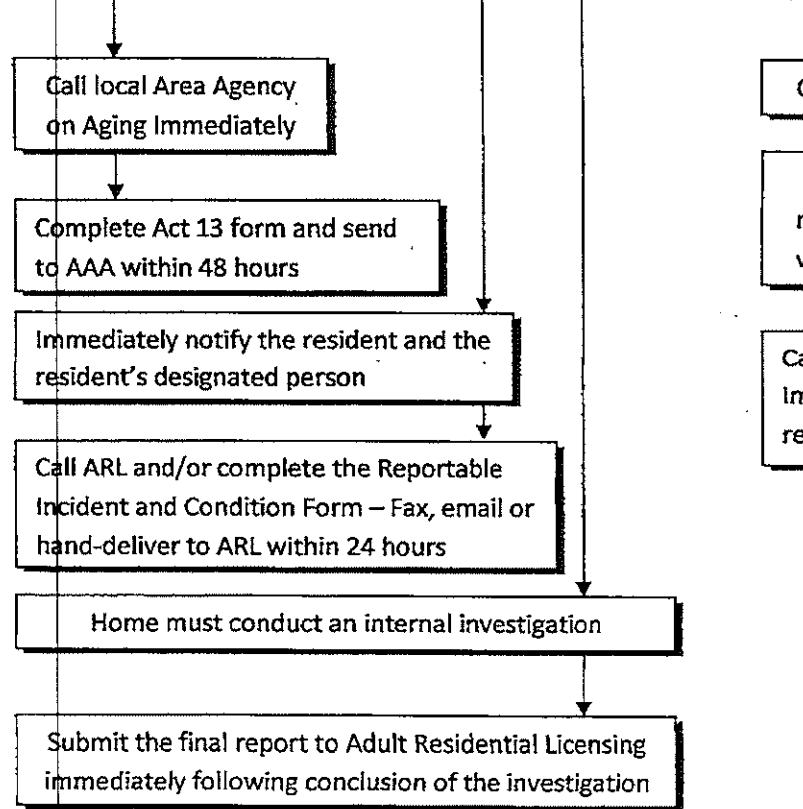 Call local Area Agency
on Aging Immediately
Complete Act 13 form and send
to AAA within 48 hours
Immediately notify the resident and the
resident's designated person
Call ARL and/or complete the Reportable
Incident and Condition Form – Fax, email or
hand-deliver to ARL within 24 hours
Home must conduct an internal investigation
Submit the final report to Adult Residential Licensing
immediately following conclusion of the investigation